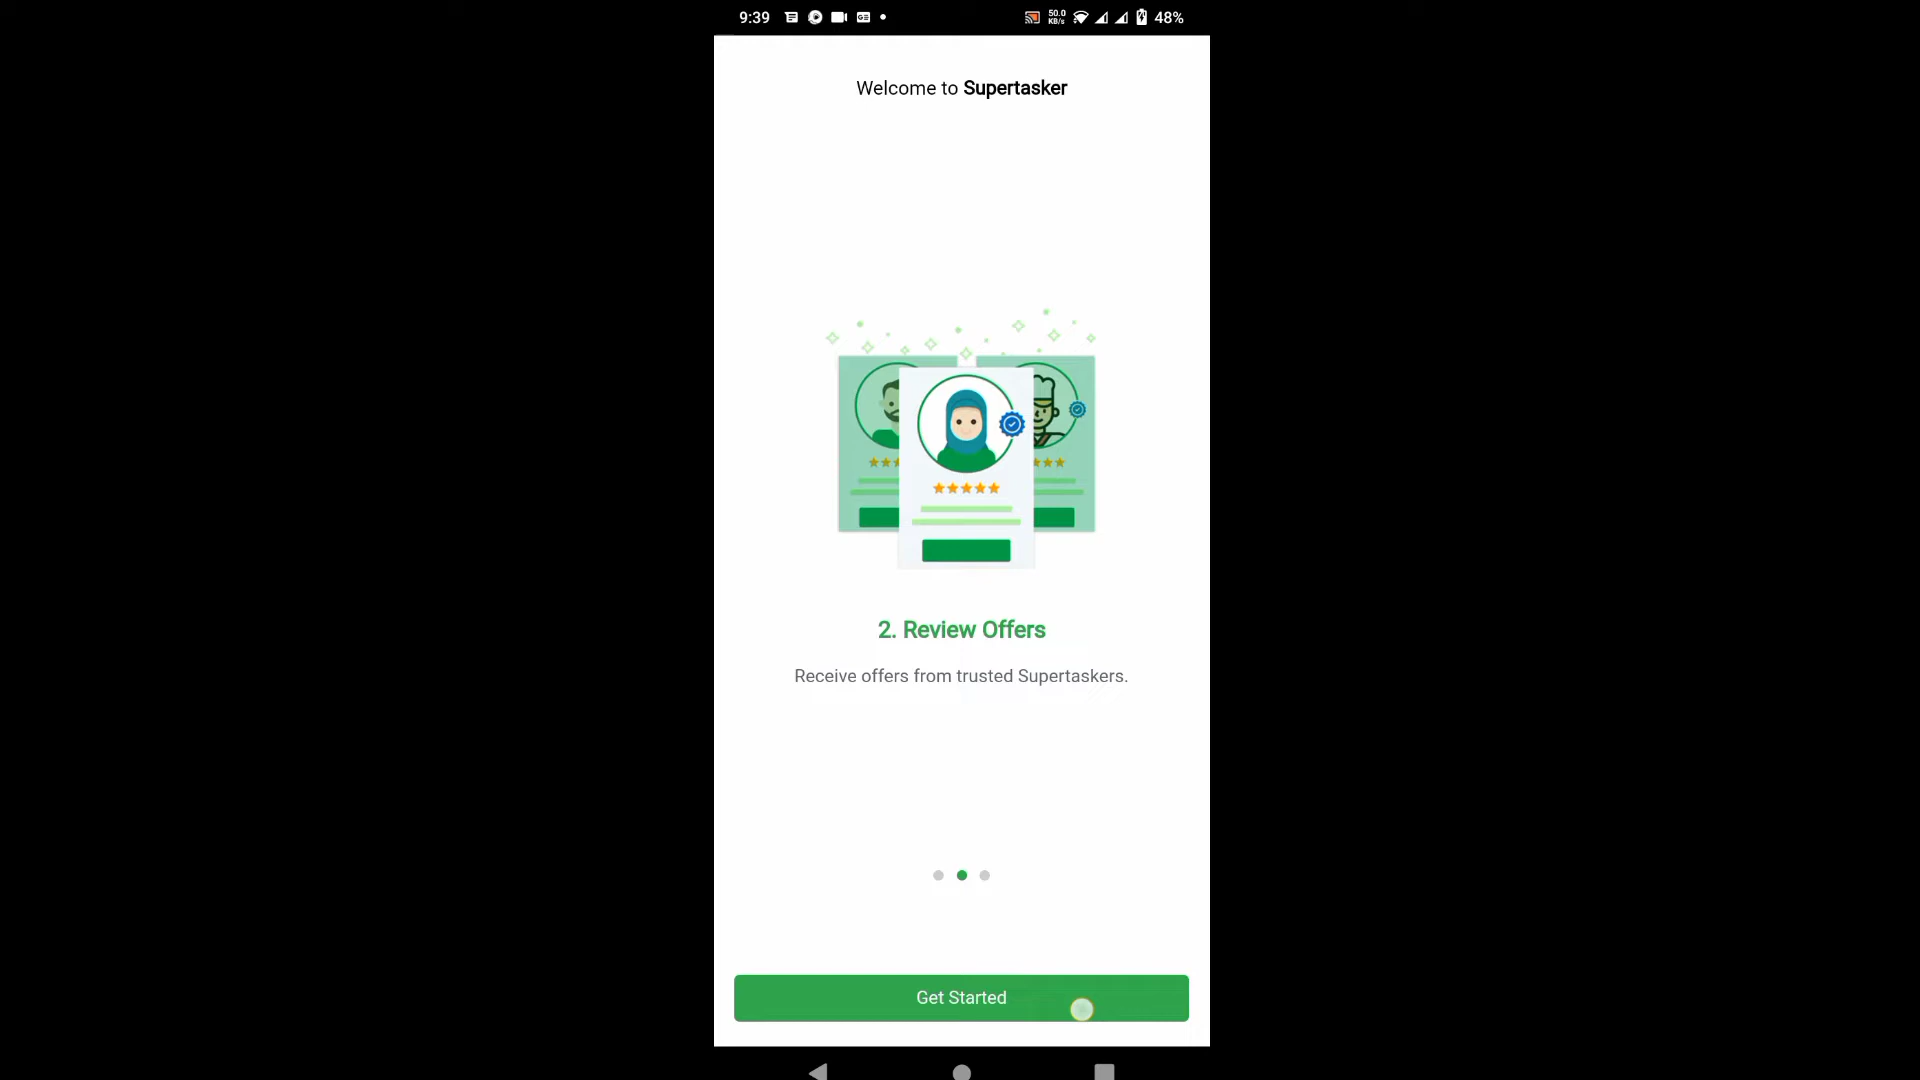 9:39
50.0
KB/s
48%
Welcome to Supertasker
2. Review Offers
Receive offers from trusted Supertaskers.
Get Started